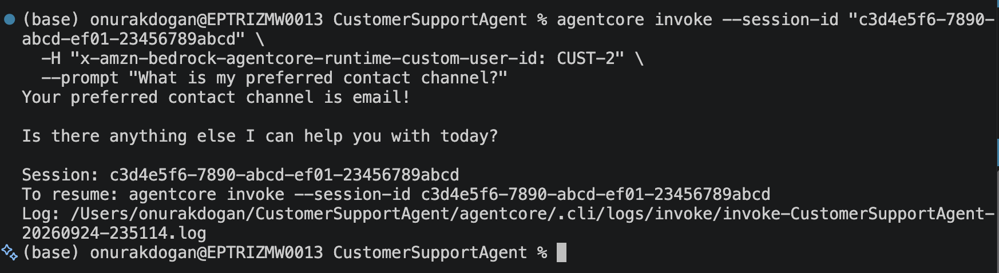 (base) onurakdogan@EPTRIZMW0013 CustomerSupportAgent % agentcore invoke --session-id "c3d4e5f6-7890-
abcd-ef01-23456789abcd" \
  -H "x-amzn-bedrock-agentcore-runtime-custom-user-id: CUST-2" \
  --prompt "What is my preferred contact channel?"
Your preferred contact channel is email!

Is there anything else I can help you with today?

Session: c3d4e5f6-7890-abcd-ef01-23456789abcd
To resume: agentcore invoke --session-id c3d4e5f6-7890-abcd-ef01-23456789abcd
Log: /Users/onurakdogan/CustomerSupportAgent/agentcore/.cli/logs/invoke/invoke-CustomerSupportAgent-
20260924-235114.log
(base) onurakdogan@EPTRIZMW0013 CustomerSupportAgent %